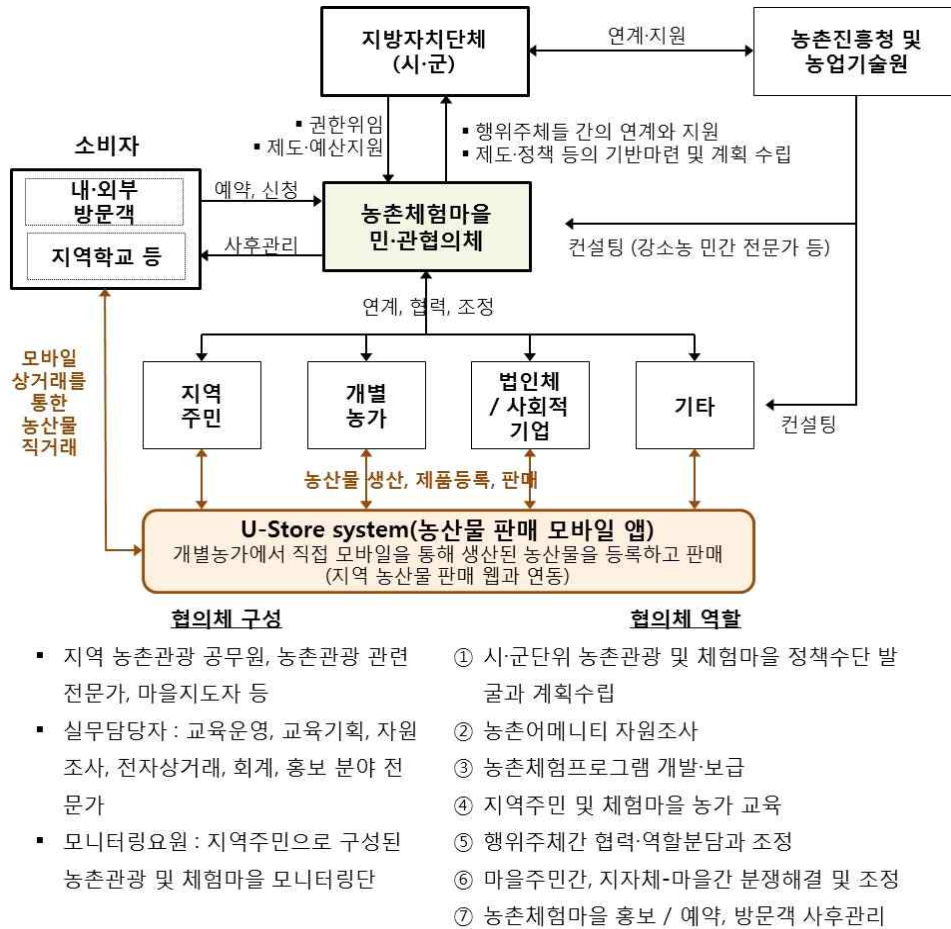 지방자치단체
(시·군)
연계·지원
농촌진흥청 및
농업기술원
▪ 권한위임
▪ 제도·예산지원
▪ 행위주체들 간의 연계와 지원
▪ 제도·정책 등의 기반마련 및 계획 수립
소비자
내·외부
방문객
지역학교 등
예약, 신청
사후관리
농촌체험마을
민·관협의체
컨설팅 (강소농 민간 전문가 등)
연계, 협력, 조정
모바일
상거래를
통한
농산물
직거래
지역
주민
개별
농가
법인체
/ 사회적
기업
기타
컨설팅
농산물 생산, 제품등록, 판매
U-Store system(농산물 판매 모바일 앱)
개별농가에서 직접 모바일을 통해 생산된 농산물을 등록하고 판매
(지역 농산물 판매 웹과 연동)
협의체 구성
▪ 지역 농촌관광 공무원, 농촌관광 관련
전문가, 마을지도자 등
▪ 실무담당자 : 교육운영, 교육기획, 자원
조사, 전자상거래, 회계, 홍보 분야 전
문가
▪ 모니터링요원 : 지역주민으로 구성된
농촌관광 및 체험마을 모니터링단
협의체 역할
① 시·군단위 농촌관광 및 체험마을 정책수단 발
굴과 계획수립
② 농촌어메니티 자원조사
③ 농촌체험프로그램 개발·보급
④ 지역주민 및 체험마을 농가 교육
⑤ 행위주체간 협력·역할분담과 조정
⑥ 마을주민간, 지자체-마을간 분쟁해결 및 조정
⑦ 농촌체험마을 홍보 / 예약, 방문객 사후관리